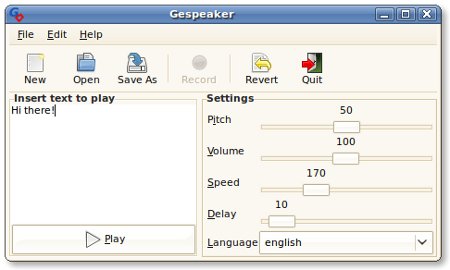 Gespeaker
File Edit Help
New Open Save As Record Revert Quit
Insert text to play
Hi there!
Play
Settings
Pitch 50
Volume 100
Speed 170
Delay 10
Language english